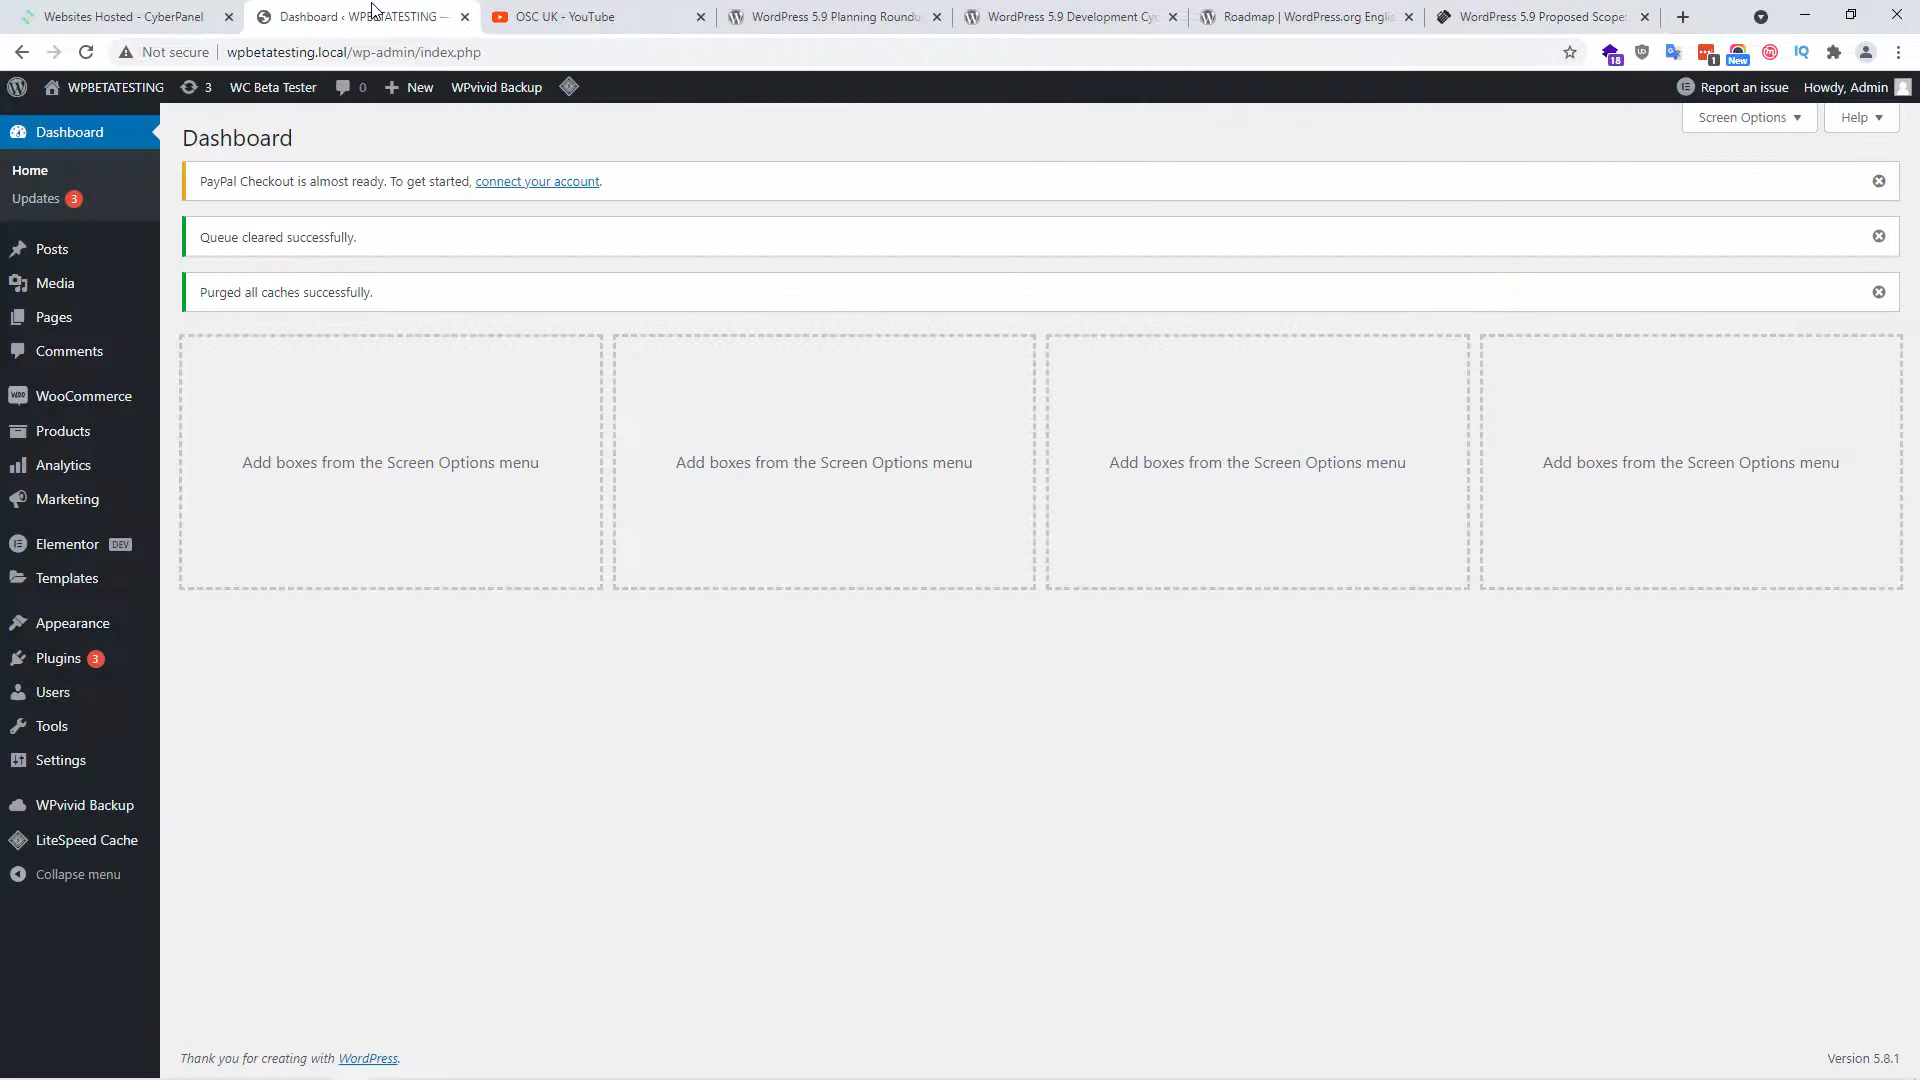 Websites Hosted - CyberPanel
Dashboard ‹ WPBETATESTING —
OSC UK - YouTube
WordPress 5.9 Planning Roundu
WordPress 5.9 Development Cyc
Roadmap | WordPress.org Englis
WordPress 5.9 Proposed Scope
Not secure
wpbetatesting.local/wp-admin/index.php
18
1
New
IQ
WPBETATESTING
3
WC Beta Tester
0
New
WPvivid Backup
Report an issue
Howdy, Admin
Dashboard
Home
Updates 3
Posts
Media
Pages
Comments
WooCommerce
Products
Analytics
Marketing
Elementor DEV
Templates
Appearance
Plugins 3
Users
Tools
Settings
WPvivid Backup
LiteSpeed Cache
Collapse menu
Dashboard
Screen Options
Help
PayPal Checkout is almost ready. To get started, connect your account.
Queue cleared successfully.
Purged all caches successfully.
Add boxes from the Screen Options menu
Add boxes from the Screen Options menu
Add boxes from the Screen Options menu
Add boxes from the Screen Options menu
Thank you for creating with WordPress.
Version 5.8.1